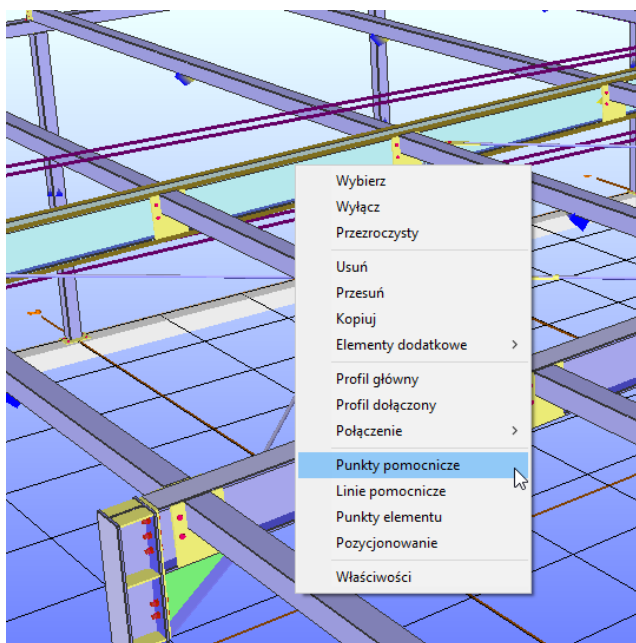 Wybierz
Wyłącz
Przezroczysty
Usuń
Przesuń
Kopiuj
Elementy dodatkowe
Profil główny
Profil dołączony
Połączenie
Punkty pomocnicze
Linie pomocnicze
Punkty elementu
Pozycjonowanie
Właściwości